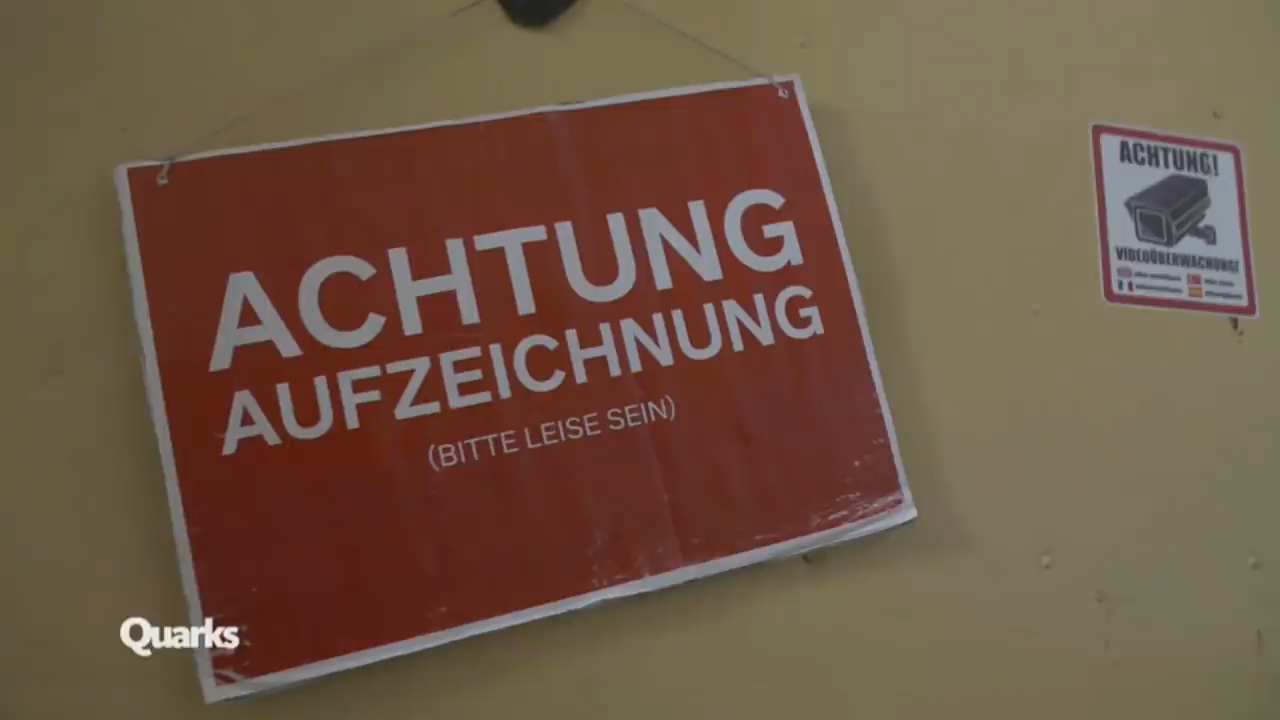 ACHTUNG
AUFZEICHNUNG
(BITTE LEISE SEIN)
ACHTUNG!
VIDEOÜBERWACHUNG!
Quarks